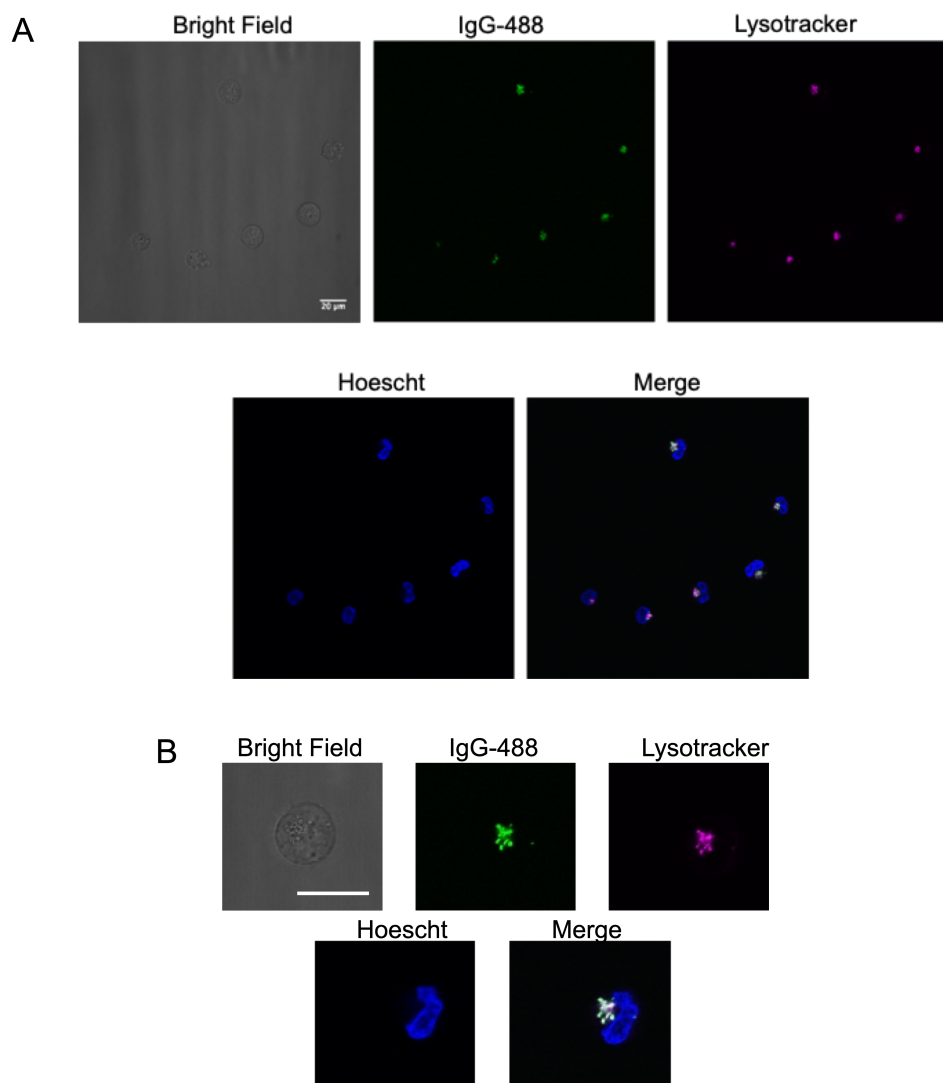 A
Bright Field
IgG-488
Lysotracker
20 µm
Hoescht
Merge
B
Bright Field
IgG-488
Lysotracker
Hoescht
Merge